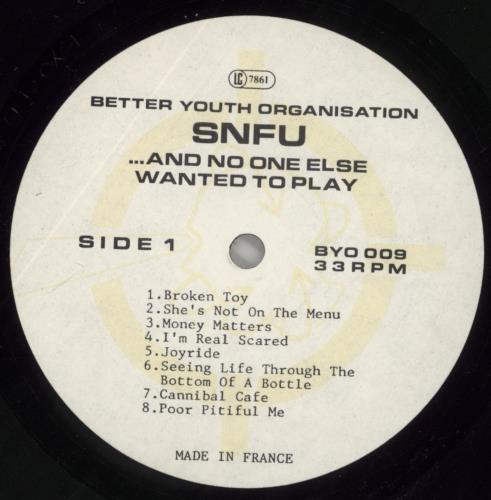 LC 7861
BETTER YOUTH ORGANISATION
SNFU
...AND NO ONE ELSE
WANTED TO PLAY
SIDE 1
BYO 009
33 RPM
1.Broken Toy
2.She's Not On The Menu
3.Money Matters
4.I'm Real Scared
5.Joyride
6.Seeing Life Through The
Bottom Of A Bottle
7.Cannibal Cafe
8.Poor Pitiful Me
MADE IN FRANCE